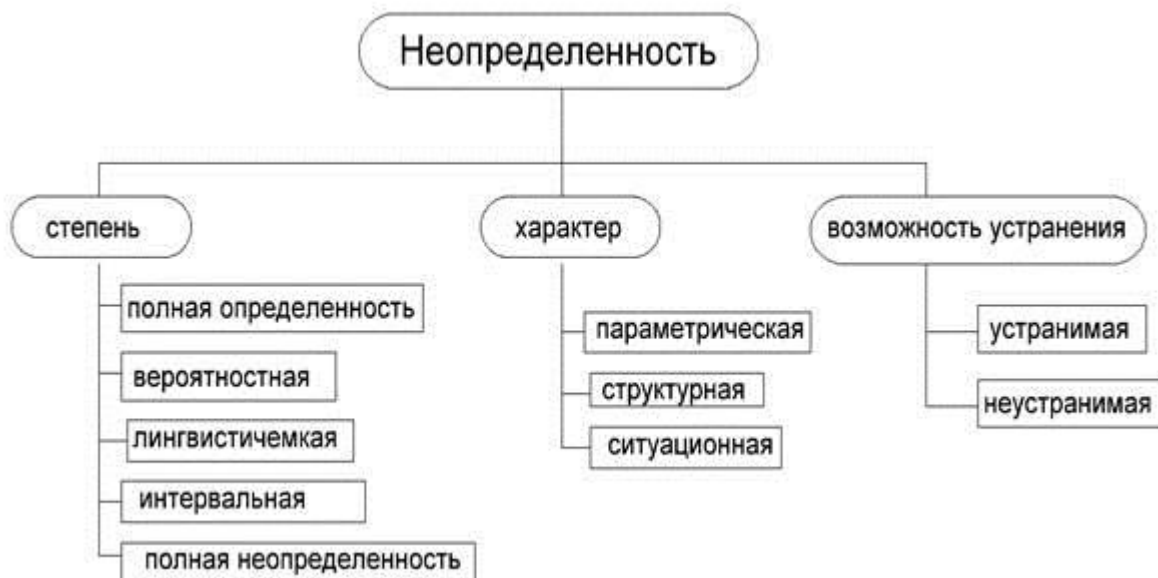 Неопределенность
степень
полная определенность
вероятностная
лингвистичемкая
интервальная
полная неопределенность
характер
параметрическая
структурная
ситуационная
возможность устранения
устранимая
неустранимая